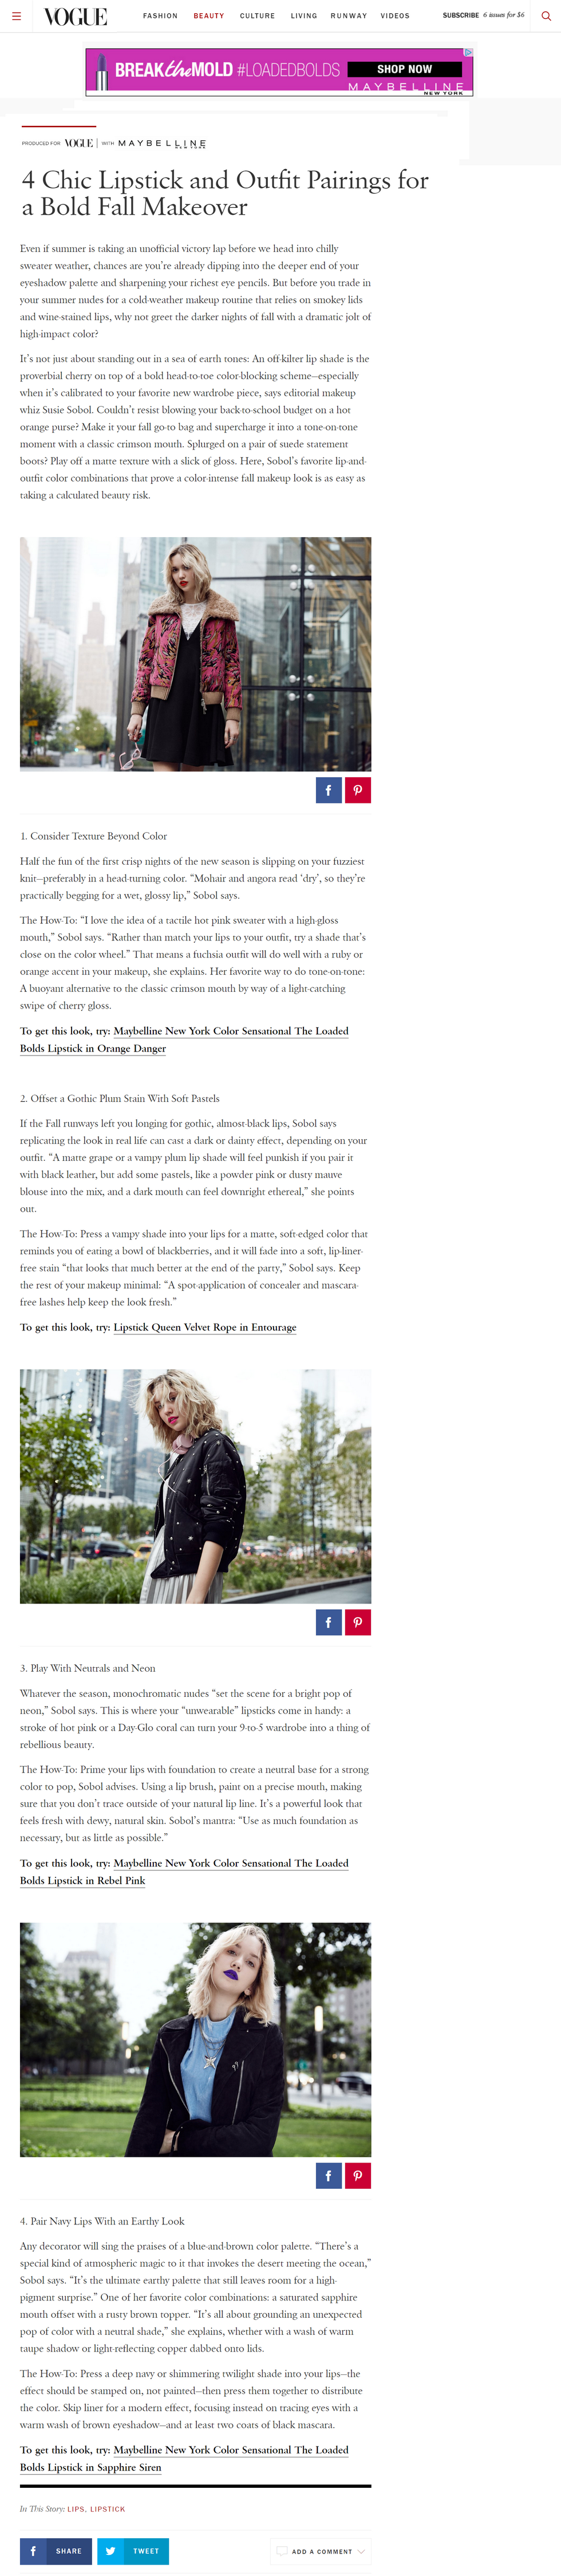 VOGUE
FASHION BEAUTY CULTURE LIVING RUNWAY VIDEOS
SUBSCRIBE 6 issues for $6
BREAK the MOLD #LOADEDBOLDS
SHOP NOW
MAYBELLINE
NEW YORK
PRODUCED FOR VOGUE WITH MAYBELLINE
NEW YORK
4 Chic Lipstick and Outfit Pairings for
a Bold Fall Makeover
Even if summer is taking an unofficial victory lap before we head into chilly
sweater weather, chances are you’re already dipping into the deeper end of your
eyeshadow palette and sharpening your richest eye pencils. But before you trade in
your summer nudes for a cold-weather makeup routine that relies on smokey lids
and wine-stained lips, why not greet the darker nights of fall with a dramatic jolt of
high-impact color?
It’s not just about standing out in a sea of earth tones: An off-kilter lip shade is the
proverbial cherry on top of a bold head-to-toe color-blocking scheme—especially
when it’s calibrated to your favorite new wardrobe piece, says editorial makeup
whiz Susie Sobol. Couldn’t resist blowing your back-to-school budget on a hot
orange purse? Make it your fall go-to bag and supercharge it into a tone-on-tone
moment with a classic crimson mouth. Splurged on a pair of suede statement
boots? Play off a matte texture with a slick of gloss. Here, Sobol’s favorite lip-and-
outfit color combinations that prove a color-intense fall makeup look is as easy as
taking a calculated beauty risk.
1. Consider Texture Beyond Color
Half the fun of the first crisp nights of the new season is slipping on your fuzziest
knit—preferably in a head-turning color. “Mohair and angora read ‘dry’, so they’re
practically begging for a wet, glossy lip,” Sobol says.
The How-To: “I love the idea of a tactile hot pink sweater with a high-gloss
mouth,” Sobol says. “Rather than match your lips to your outfit, try a shade that’s
close on the color wheel.” That means a fuchsia outfit will do well with a ruby or
orange accent in your makeup, she explains. Her favorite way to do tone-on-tone:
A buoyant alternative to the classic crimson mouth by way of a light-catching
swipe of cherry gloss.
To get this look, try: Maybelline New York Color Sensational The Loaded
Bolds Lipstick in Orange Danger
2. Offset a Gothic Plum Stain With Soft Pastels
If the Fall runways left you longing for gothic, almost-black lips, Sobol says
replicating the look in real life can cast a dark or dainty effect, depending on your
outfit. “A matte grape or a vampy plum lip shade will feel punkish if you pair it
with black leather, but add some pastels, like a powder pink or dusty mauve
blouse into the mix, and a dark mouth can feel downright ethereal,” she points
out.
The How-To: Press a vampy shade into your lips for a matte, soft-edged color that
reminds you of eating a bowl of blackberries, and it will fade into a soft, lip-liner-
free stain “that looks that much better at the end of the party,” Sobol says. Keep
the rest of your makeup minimal: “A spot-application of concealer and mascara-
free lashes help keep the look fresh.”
To get this look, try: Lipstick Queen Velvet Rope in Entourage
3. Play With Neutrals and Neon
Whatever the season, monochromatic nudes “set the scene for a bright pop of
neon,” Sobol says. This is where your “unwearable” lipsticks come in handy: a
stroke of hot pink or a Day-Glo coral can turn your 9-to-5 wardrobe into a thing of
rebellious beauty.
The How-To: Prime your lips with foundation to create a neutral base for a strong
color to pop, Sobol advises. Using a lip brush, paint on a precise mouth, making
sure that you don’t trace outside of your natural lip line. It’s a powerful look that
feels fresh with dewy, natural skin. Sobol’s mantra: “Use as much foundation as
necessary, but as little as possible.”
To get this look, try: Maybelline New York Color Sensational The Loaded
Bolds Lipstick in Rebel Pink
4. Pair Navy Lips With an Earthy Look
Any decorator will sing the praises of a blue-and-brown color palette. “There’s a
special kind of atmospheric magic to it that invokes the desert meeting the ocean,”
Sobol says. “It’s the ultimate earthy palette that still leaves room for a high-
pigment surprise.” One of her favorite color combinations: a saturated sapphire
mouth offset with a rusty brown topper. “It’s all about grounding an unexpected
pop of color with a neutral shade,” she explains, whether with a wash of warm
taupe shadow or light-reflecting copper dabbed onto lids.
The How-To: Press a deep navy or shimmering twilight shade into your lips—the
effect should be stamped on, not painted—then press them together to distribute
the color. Skip liner for a modern effect, focusing instead on tracing eyes with a
warm wash of brown eyeshadow—and at least two coats of black mascara.
To get this look, try: Maybelline New York Color Sensational The Loaded
Bolds Lipstick in Sapphire Siren
In This Story: LIPS, LIPSTICK
SHARE TWEET ADD A COMMENT